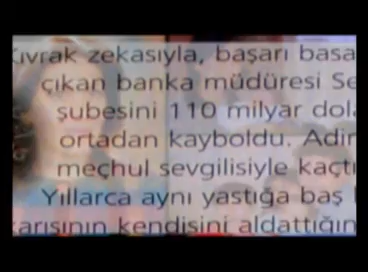 Kıvrak zekasıyla, başarı basa
çıkan banka müdüresi Se
şubesini 110 milyar dola
ortadan kayboldu. Adın
meçhul sevgilisiyle kaçtı
Yıllarca aynı yastığa baş
karısının kendisini aldattığın